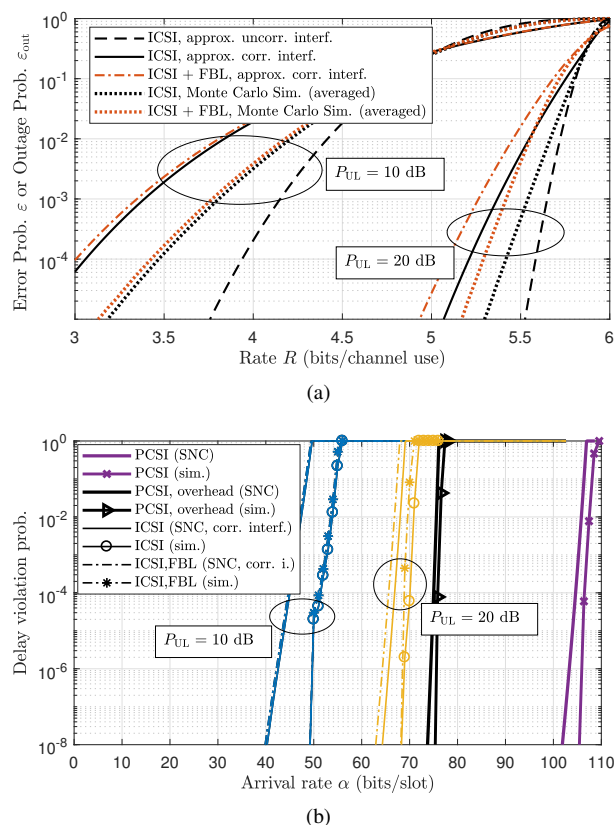 10^0
10^-1
10^-2
10^-3
10^-4
Error Prob. ε or Outage Prob. ε_out
ICSI, approx. uncorr. interf.
ICSI, approx. corr. interf.
ICSI + FBL, approx. corr. interf.
ICSI, Monte Carlo Sim. (averaged)
ICSI + FBL, Monte Carlo Sim. (averaged)
P_UL = 10 dB
P_UL = 20 dB
3 3.5 4 4.5 5 5.5 6
Rate R (bits/channel use)
(a)
10^0
10^-2
10^-4
10^-6
10^-8
Delay violation prob.
PCSI (SNC)
PCSI (sim.)
PCSI, overhead (SNC)
PCSI, overhead (sim.)
ICSI (SNC, corr. interf.)
ICSI (sim.)
ICSI,FBL (SNC, corr. i.)
ICSI,FBL (sim.)
P_UL = 10 dB
P_UL = 20 dB
0 10 20 30 40 50 60 70 80 90 100 110
Arrival rate α (bits/slot)
(b)